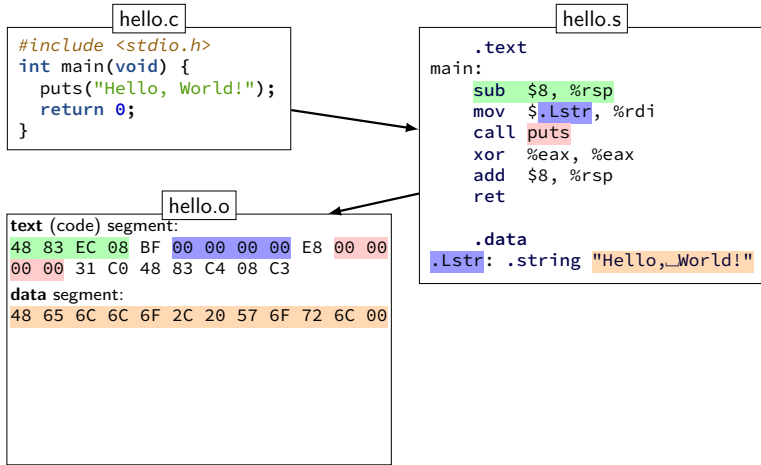 hello.c
#include <stdio.h>
int main(void) {
  puts("Hello, World!");
  return 0;
}
hello.s
    .text
main:
    sub  $8, %rsp
    mov  $.Lstr, %rdi
    call puts
    xor  %eax, %eax
    add  $8, %rsp
    ret
    .data
.Lstr: .string "Hello,␣World!"
hello.o
text (code) segment:
48 83 EC 08 BF 00 00 00 00 E8 00 00
00 00 31 C0 48 83 C4 08 C3
data segment:
48 65 6C 6C 6F 2C 20 57 6F 72 6C 00